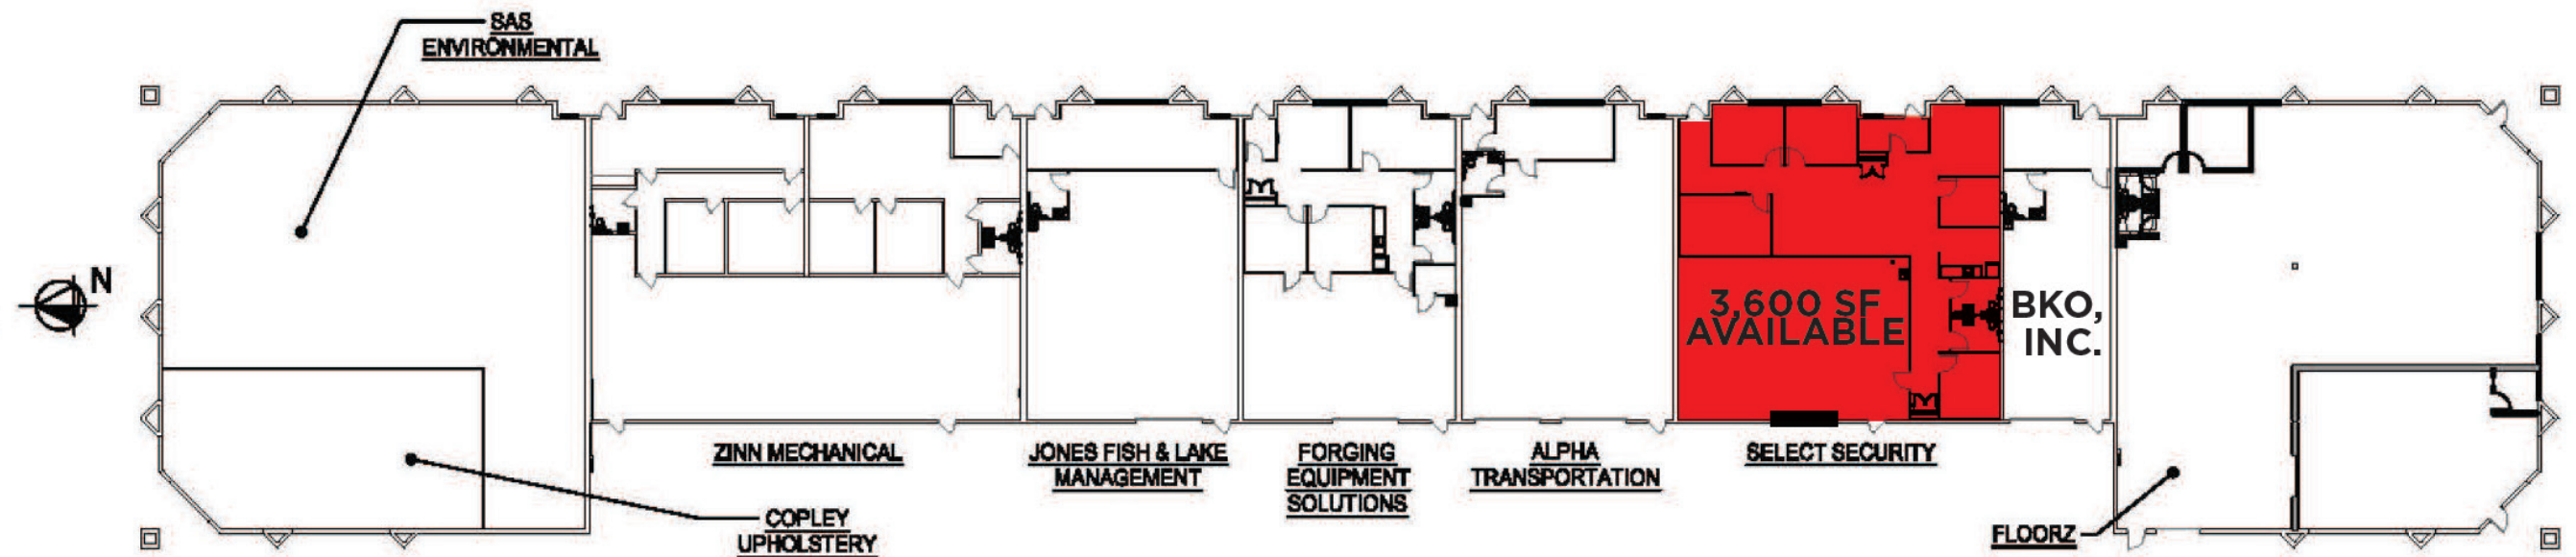 SAS
ENVIRONMENTAL
N
3,600 SF
AVAILABLE
BKO,
INC.
ZINN MECHANICAL
JONES FISH & LAKE
MANAGEMENT
FORGING
EQUIPMENT
SOLUTIONS
ALPHA
TRANSPORTATION
SELECT SECURITY
COPLEY
UPHOLSTERY
FLOORZ